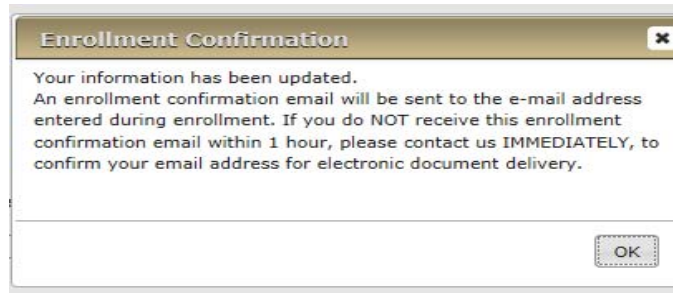 Enrollment Confirmation
Your information has been updated.
An enrollment confirmation email will be sent to the e-mail address
entered during enrollment. If you do NOT receive this enrollment
confirmation email within 1 hour, please contact us IMMEDIATELY, to
confirm your email address for electronic document delivery.
OK